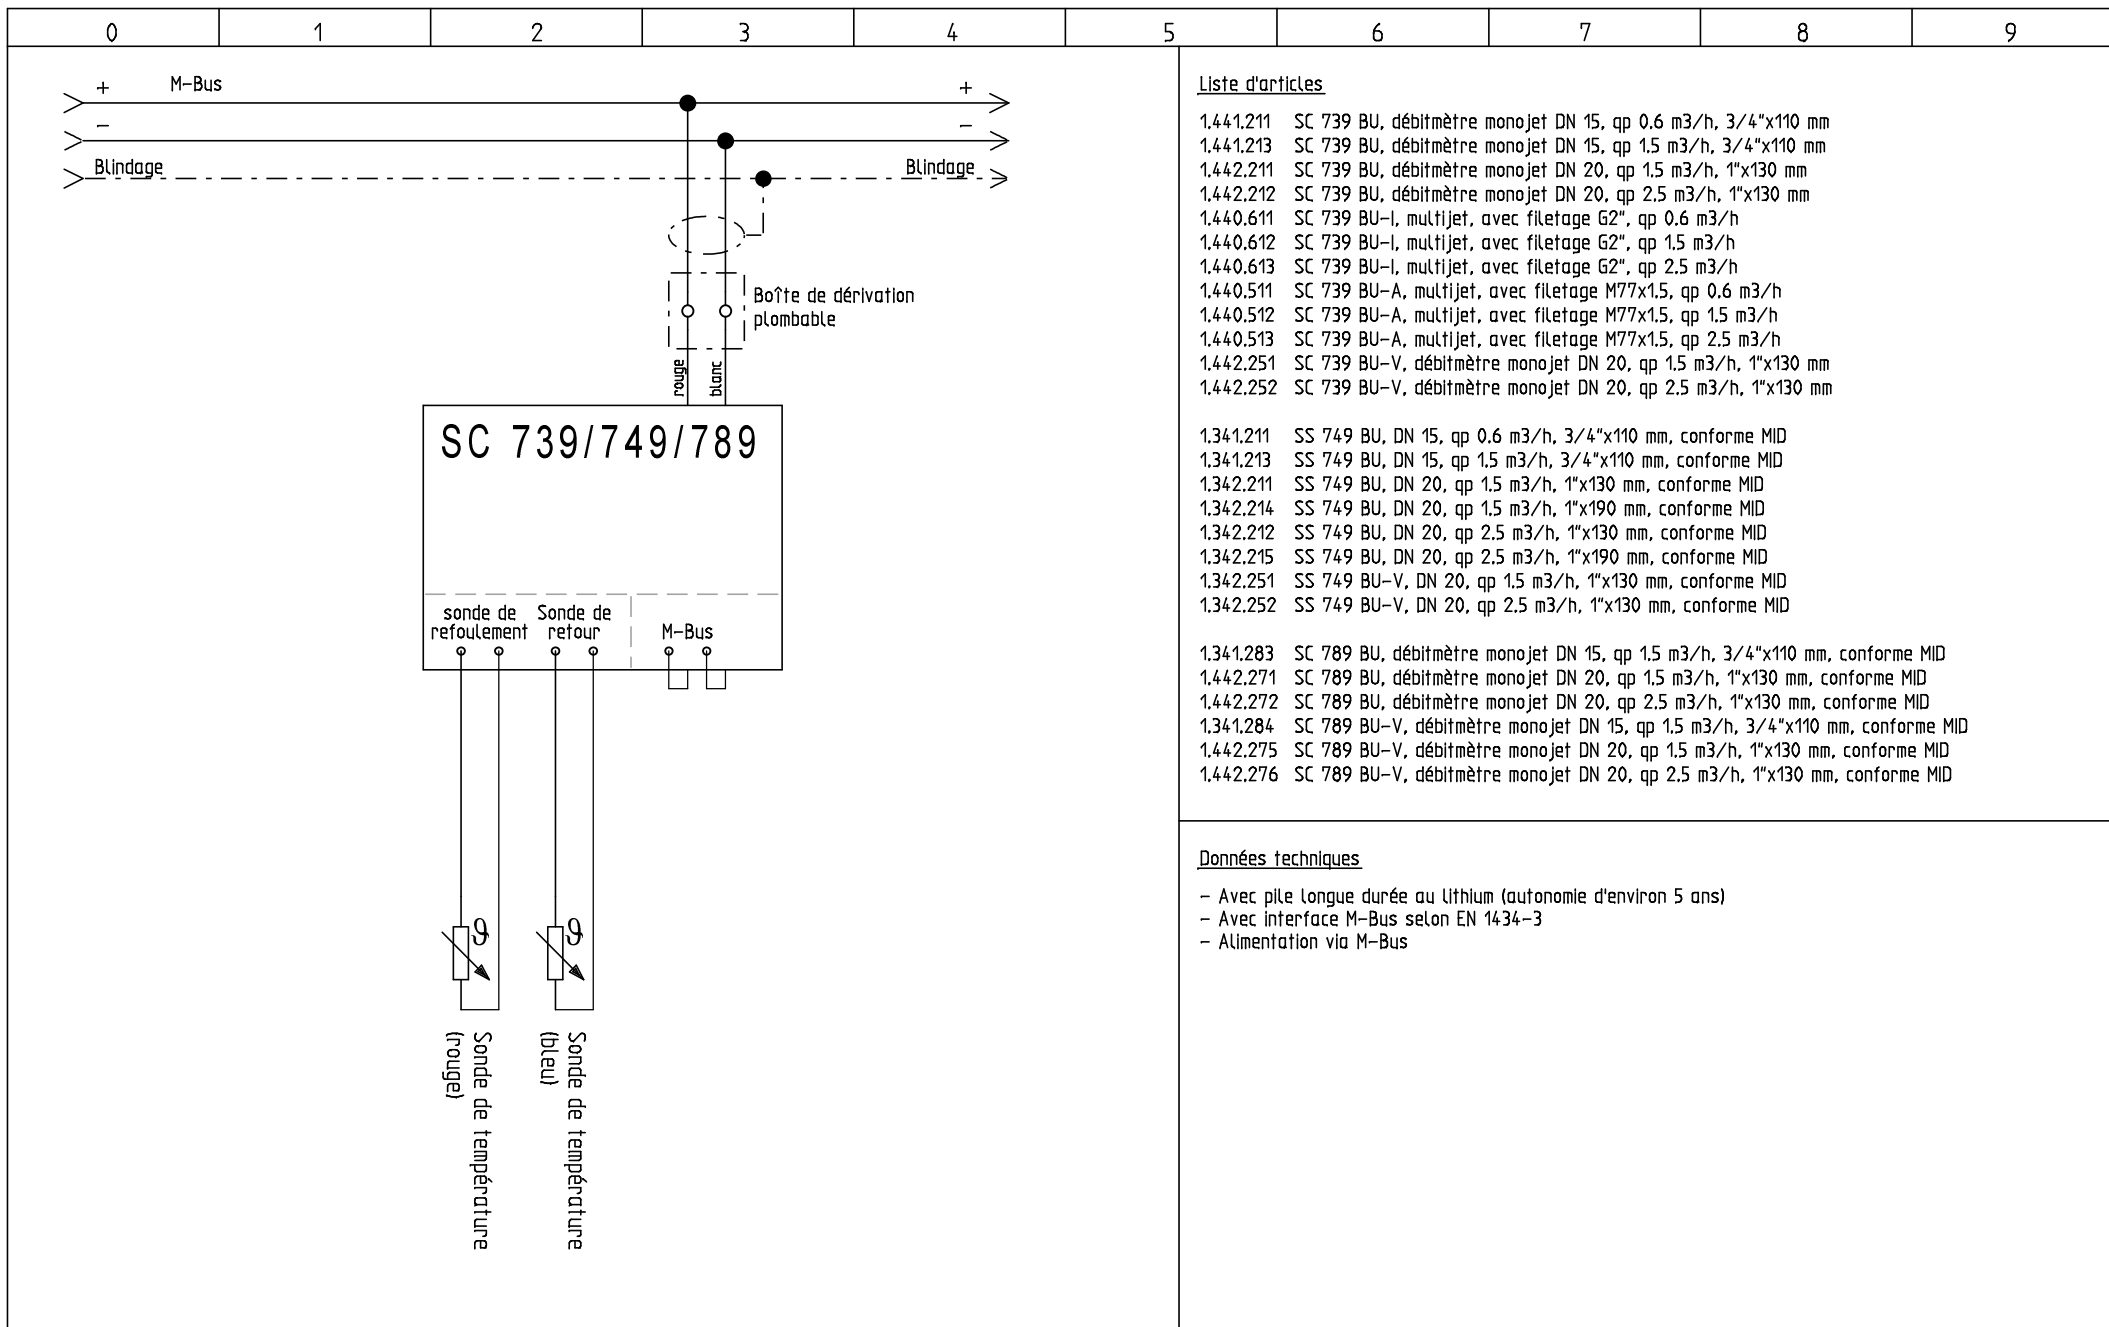 0 1 2 3 4 5 6 7 8 9
+ M-Bus +
- -
Blindage Blindage
Boîte de dérivation
plombable
rouge
blanc
SC 739/749/789
sonde de
refoulement
Sonde de
retour
M-Bus
ϑ ϑ
Sonde de température
(rouge)
Sonde de température
(bleu)
Liste d'articles
1.441.211 SC 739 BU, débitmètre monojet DN 15, qp 0.6 m3/h, 3/4"x110 mm
1.441.213 SC 739 BU, débitmètre monojet DN 15, qp 1.5 m3/h, 3/4"x110 mm
1.442.211 SC 739 BU, débitmètre monojet DN 20, qp 1.5 m3/h, 1"x130 mm
1.442.212 SC 739 BU, débitmètre monojet DN 20, qp 2.5 m3/h, 1"x130 mm
1.440.611 SC 739 BU-I, multijet, avec filetage G2", qp 0.6 m3/h
1.440.612 SC 739 BU-I, multijet, avec filetage G2", qp 1.5 m3/h
1.440.613 SC 739 BU-I, multijet, avec filetage G2", qp 2.5 m3/h
1.440.511 SC 739 BU-A, multijet, avec filetage M77x1.5, qp 0.6 m3/h
1.440.512 SC 739 BU-A, multijet, avec filetage M77x1.5, qp 1.5 m3/h
1.440.513 SC 739 BU-A, multijet, avec filetage M77x1.5, qp 2.5 m3/h
1.442.251 SC 739 BU-V, débitmètre monojet DN 20, qp 1.5 m3/h, 1"x130 mm
1.442.252 SC 739 BU-V, débitmètre monojet DN 20, qp 2.5 m3/h, 1"x130 mm
1.341.211 SS 749 BU, DN 15, qp 0.6 m3/h, 3/4"x110 mm, conforme MID
1.341.213 SS 749 BU, DN 15, qp 1.5 m3/h, 3/4"x110 mm, conforme MID
1.342.211 SS 749 BU, DN 20, qp 1.5 m3/h, 1"x130 mm, conforme MID
1.342.214 SS 749 BU, DN 20, qp 1.5 m3/h, 1"x190 mm, conforme MID
1.342.212 SS 749 BU, DN 20, qp 2.5 m3/h, 1"x130 mm, conforme MID
1.342.215 SS 749 BU, DN 20, qp 2.5 m3/h, 1"x190 mm, conforme MID
1.342.251 SS 749 BU-V, DN 20, qp 1.5 m3/h, 1"x130 mm, conforme MID
1.342.252 SS 749 BU-V, DN 20, qp 2.5 m3/h, 1"x130 mm, conforme MID
1.341.283 SC 789 BU, débitmètre monojet DN 15, qp 1.5 m3/h, 3/4"x110 mm, conforme MID
1.442.271 SC 789 BU, débitmètre monojet DN 20, qp 1.5 m3/h, 1"x130 mm, conforme MID
1.442.272 SC 789 BU, débitmètre monojet DN 20, qp 2.5 m3/h, 1"x130 mm, conforme MID
1.341.284 SC 789 BU-V, débitmètre monojet DN 15, qp 1.5 m3/h, 3/4"x110 mm, conforme MID
1.442.275 SC 789 BU-V, débitmètre monojet DN 20, qp 1.5 m3/h, 1"x130 mm, conforme MID
1.442.276 SC 789 BU-V, débitmètre monojet DN 20, qp 2.5 m3/h, 1"x130 mm, conforme MID
Données techniques
- Avec pile longue durée au lithium (autonomie d'environ 5 ans)
- Avec interface M-Bus selon EN 1434-3
- Alimentation via M-Bus